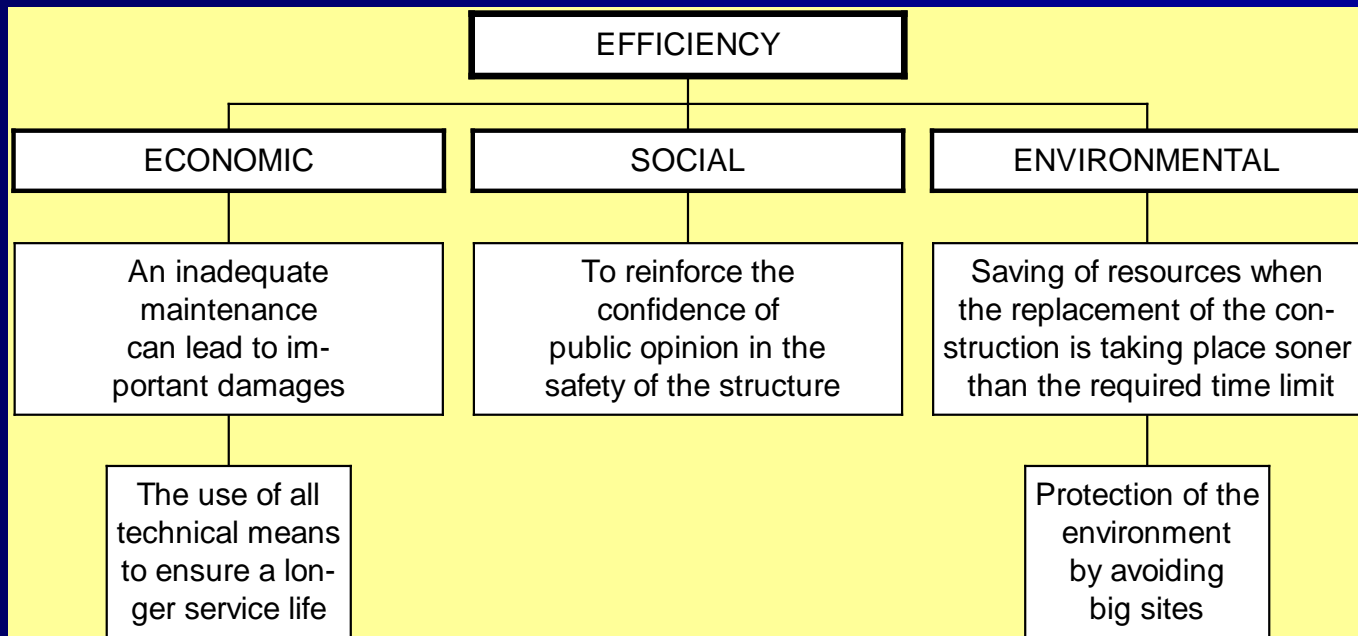 EFFICIENCY
ECONOMIC
SOCIAL
ENVIRONMENTAL
An inadequate
maintenance
can lead to im-
portant damages
To reinforce the
confidence of
public opinion in the
safety of the structure
Saving of resources when
the replacement of the con-
struction is taking place soner
than the required time limit
The use of all
technical means
to ensure a lon-
ger service life
Protection of the
environment
by avoiding
big sites